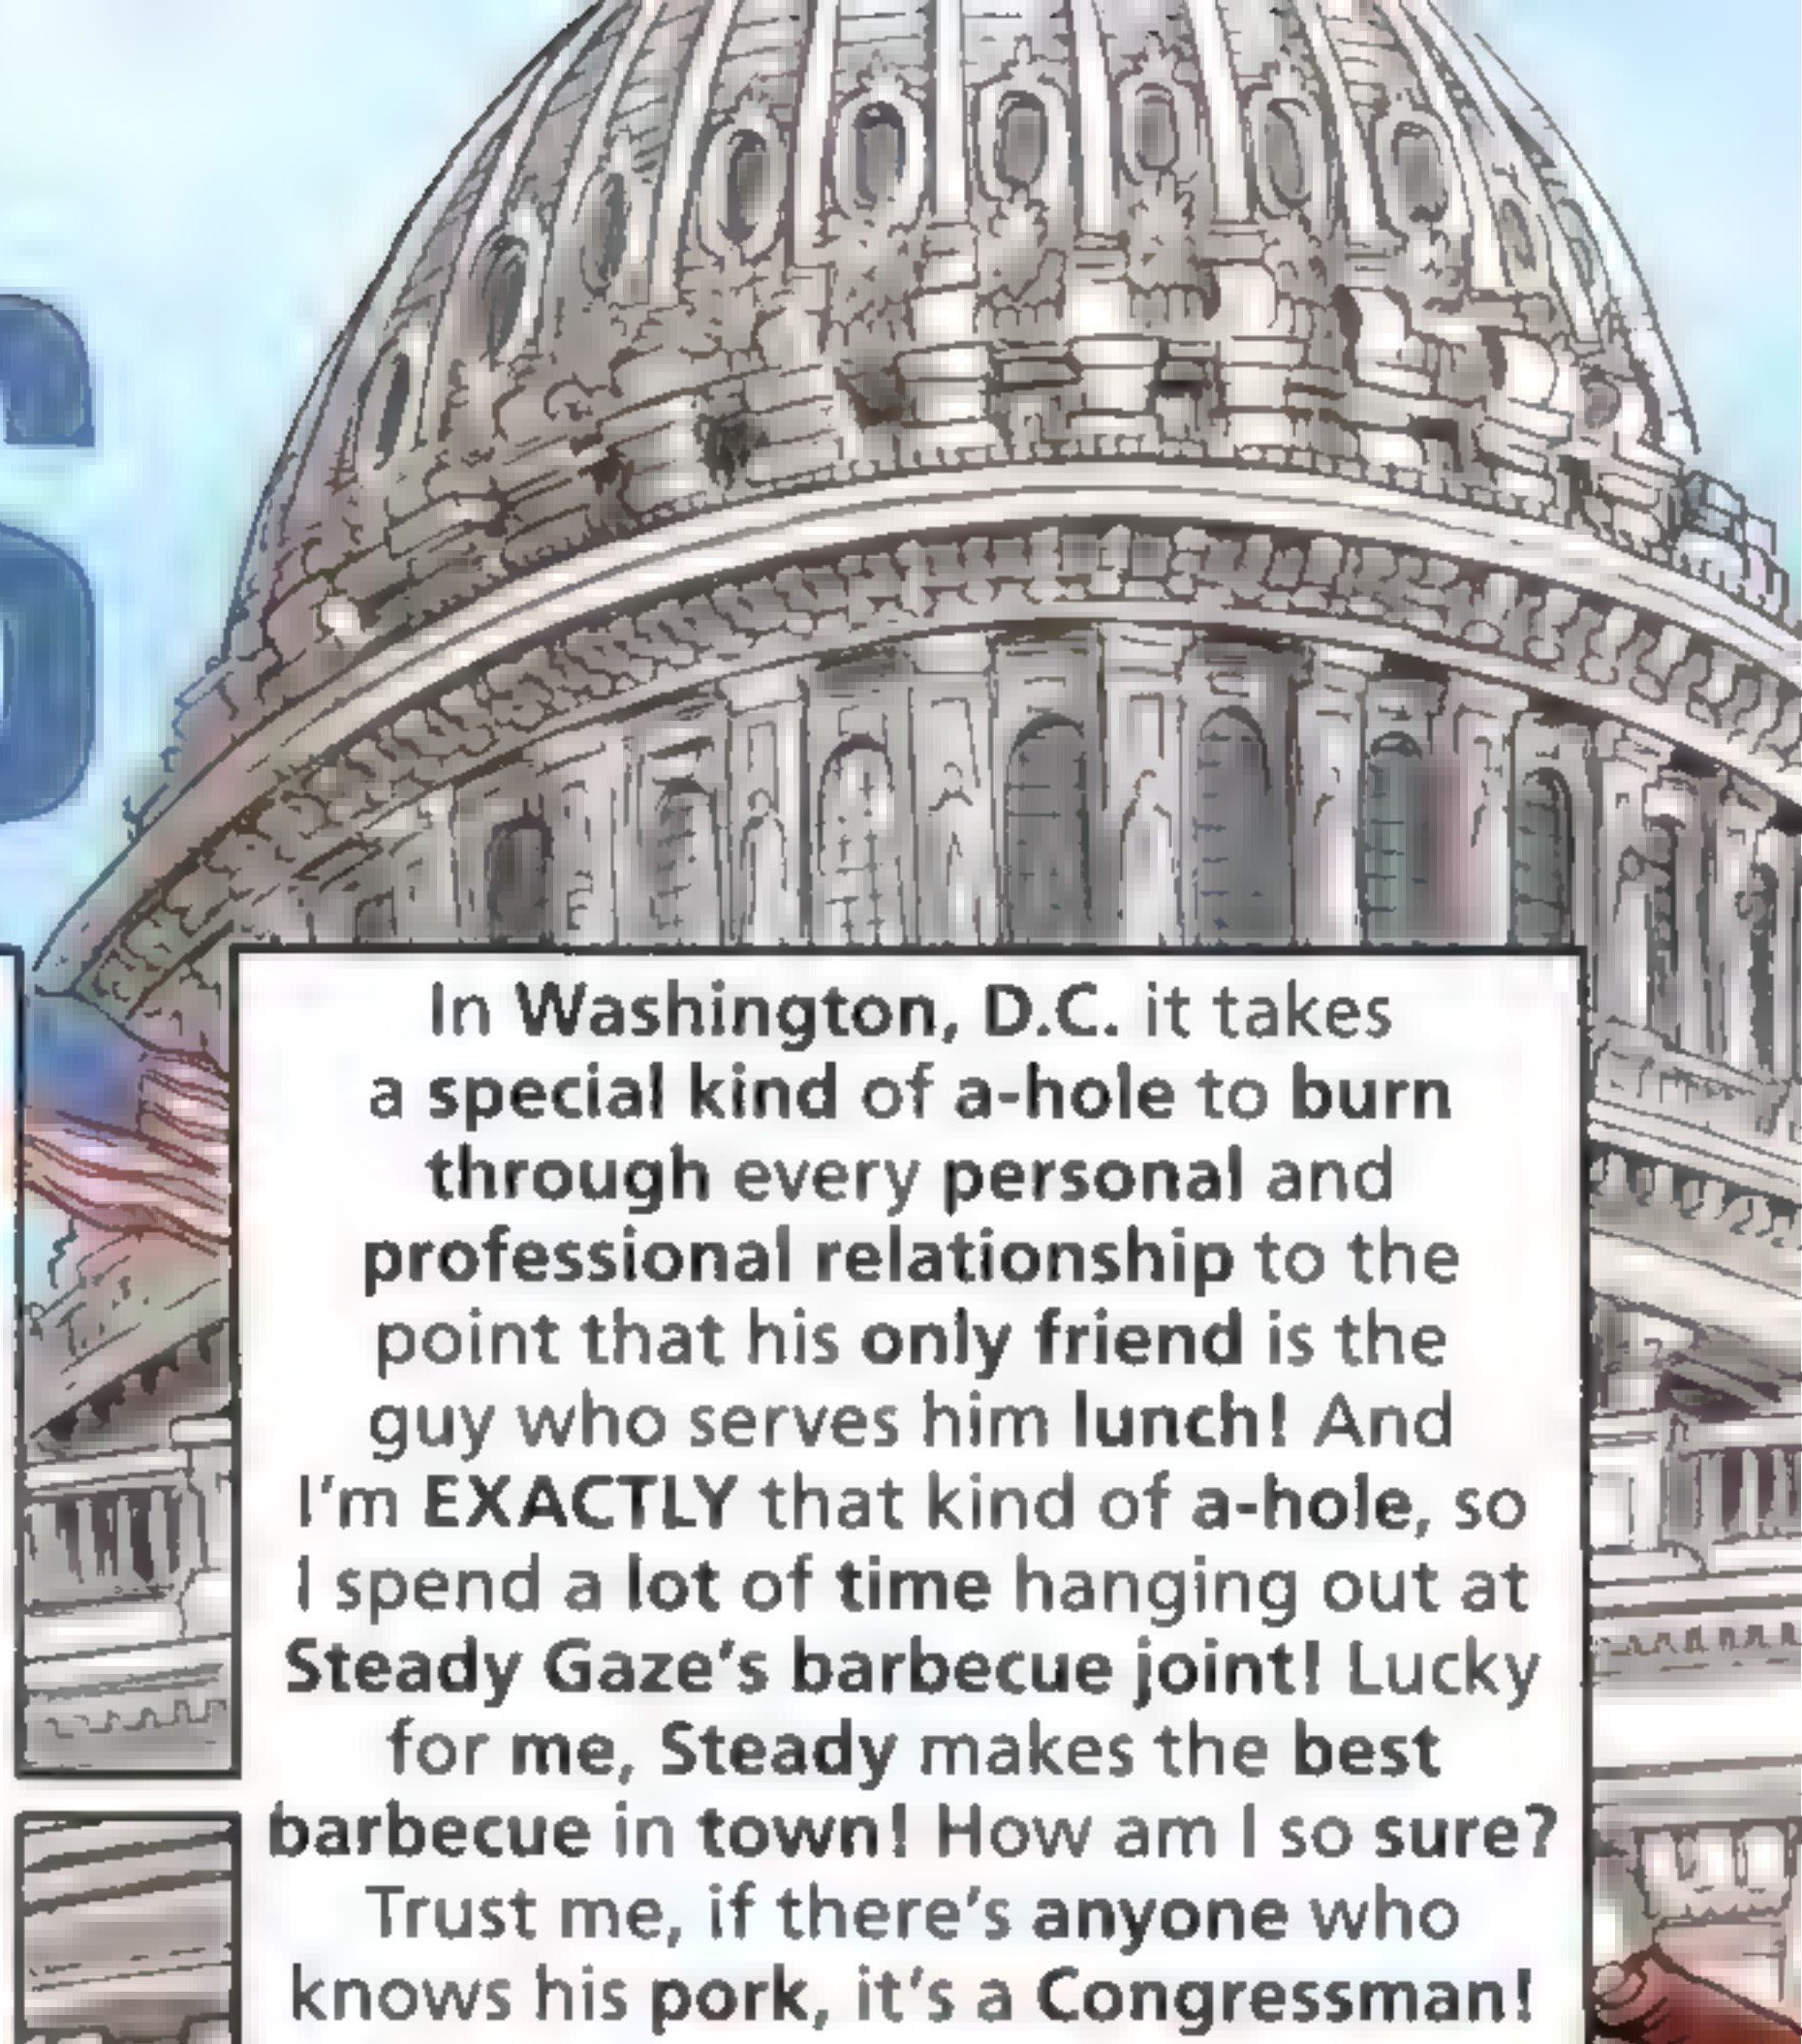 In Washington, D.C. it takes
a special kind of a-hole to burn
through every personal and
professional relationship to the
point that his only friend is the
guy who serves him lunch! And
I'm EXACTLY that kind of a-hole, so
I spend a lot of time hanging out at
Steady Gaze's barbecue joint! Lucky
for me, Steady makes the best
barbecue in town! How am I so sure?
Trust me, if there's anyone who
knows his pork, it's a Congressman!